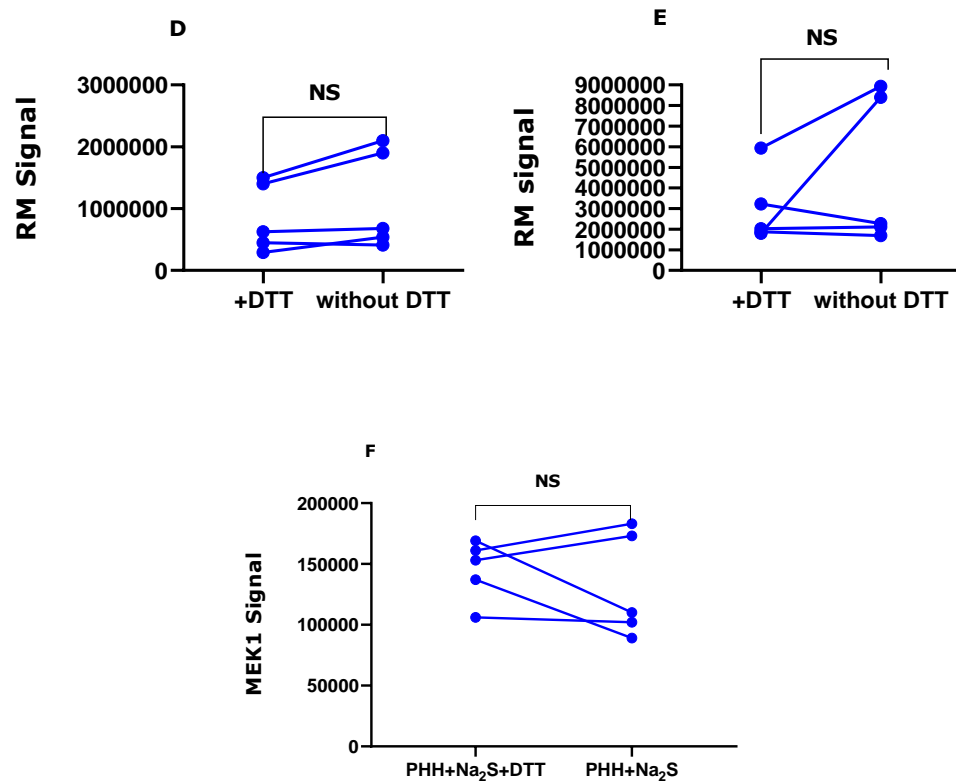 D
NS
RM Signal
3000000
2000000
1000000
0
+DTT without DTT
E
NS
RM signal
9000000
8000000
7000000
6000000
5000000
4000000
3000000
2000000
1000000
0
+DTT without DTT
F
NS
MEK1 Signal
200000
150000
100000
50000
0
PHH+Na₂S+DTT PHH+Na₂S